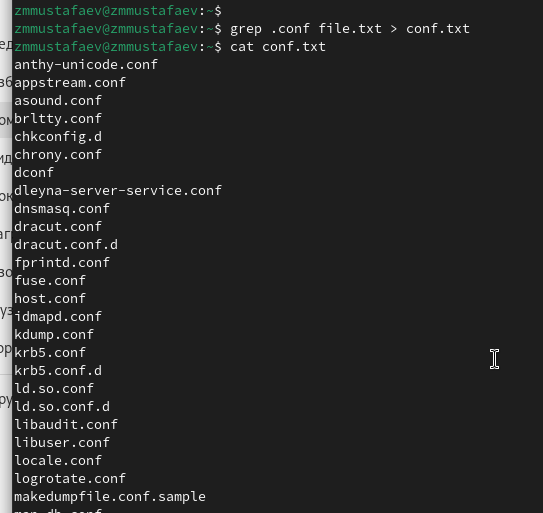 zmmustafaev@zmmustafaev:~$
zmmustafaev@zmmustafaev:~$ grep .conf file.txt > conf.txt
zmmustafaev@zmmustafaev:~$ cat conf.txt
anthy-unicode.conf
appstream.conf
asound.conf
brltty.conf
chkconfig.d
chrony.conf
dconf
dleyna-server-service.conf
dnsmasq.conf
dracut.conf
dracut.conf.d
fprintd.conf
fuse.conf
host.conf
idmapd.conf
kdump.conf
krb5.conf
krb5.conf.d
ld.so.conf
ld.so.conf.d
libaudit.conf
libuser.conf
locale.conf
logrotate.conf
makedumpfile.conf.sample